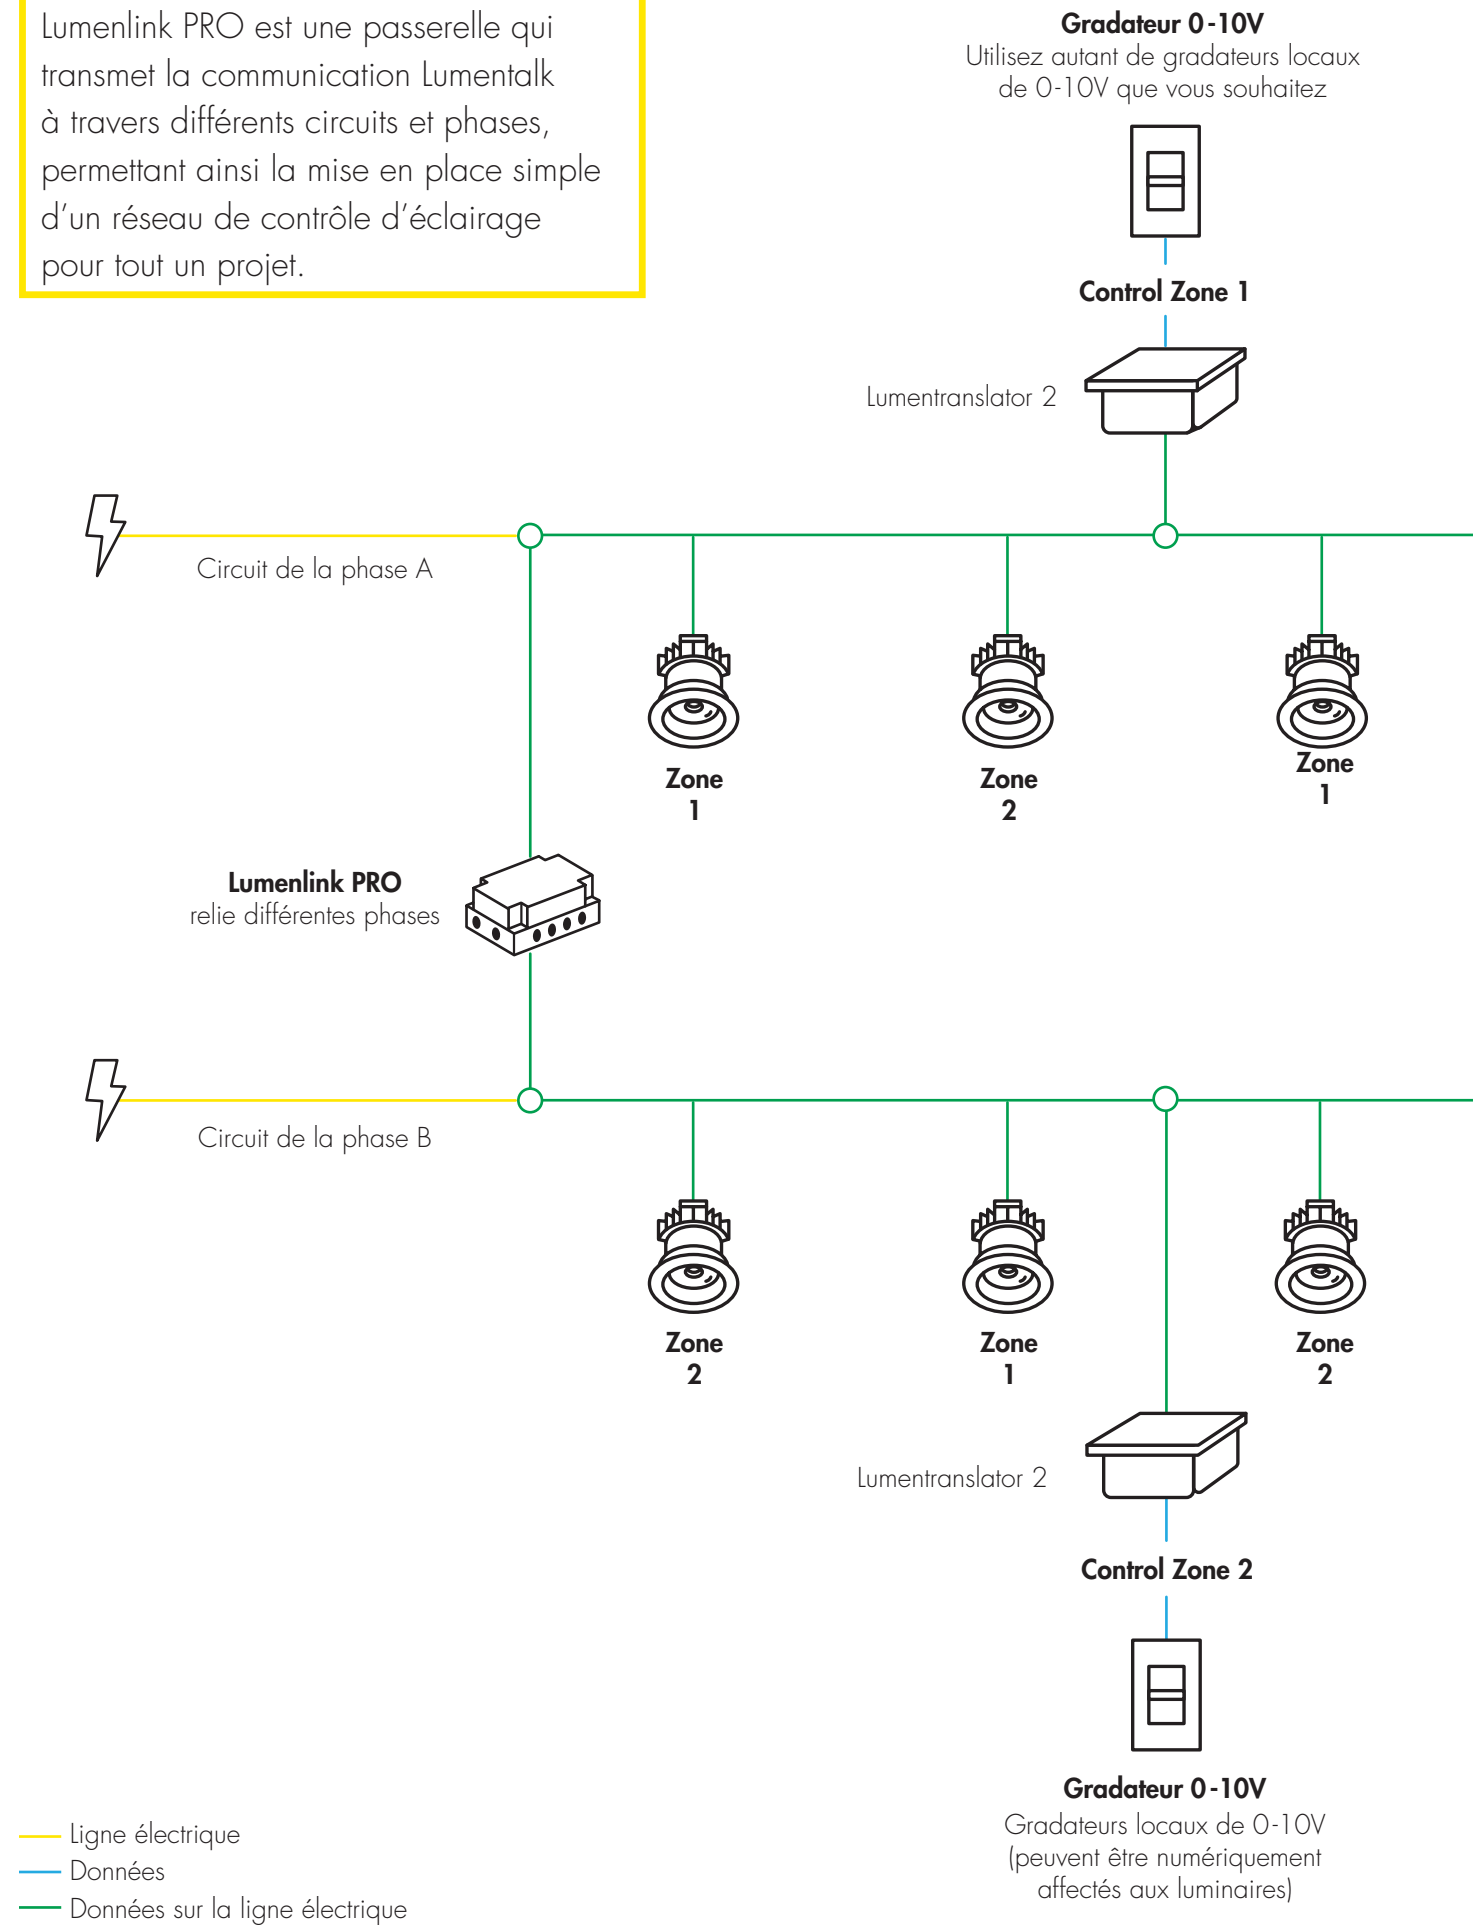 Lumenlink PRO est une passerelle qui
transmet la communication Lumentalk
à travers différents circuits et phases,
permettant ainsi la mise en place simple
d’un réseau de contrôle d’éclairage
pour tout un projet.
Gradateur 0-10V
Utilisez autant de gradateurs locaux
de 0-10V que vous souhaitez
Control Zone 1
Lumentranslator 2
Circuit de la phase A
Zone
1
Zone
2
Zone
1
Lumenlink PRO
relie différentes phases
Circuit de la phase B
Zone
2
Zone
1
Zone
2
Lumentranslator 2
Control Zone 2
Gradateur 0-10V
Gradateurs locaux de 0-10V
(peuvent être numériquement
affectés aux luminaires)
Ligne électrique
Données
Données sur la ligne électrique